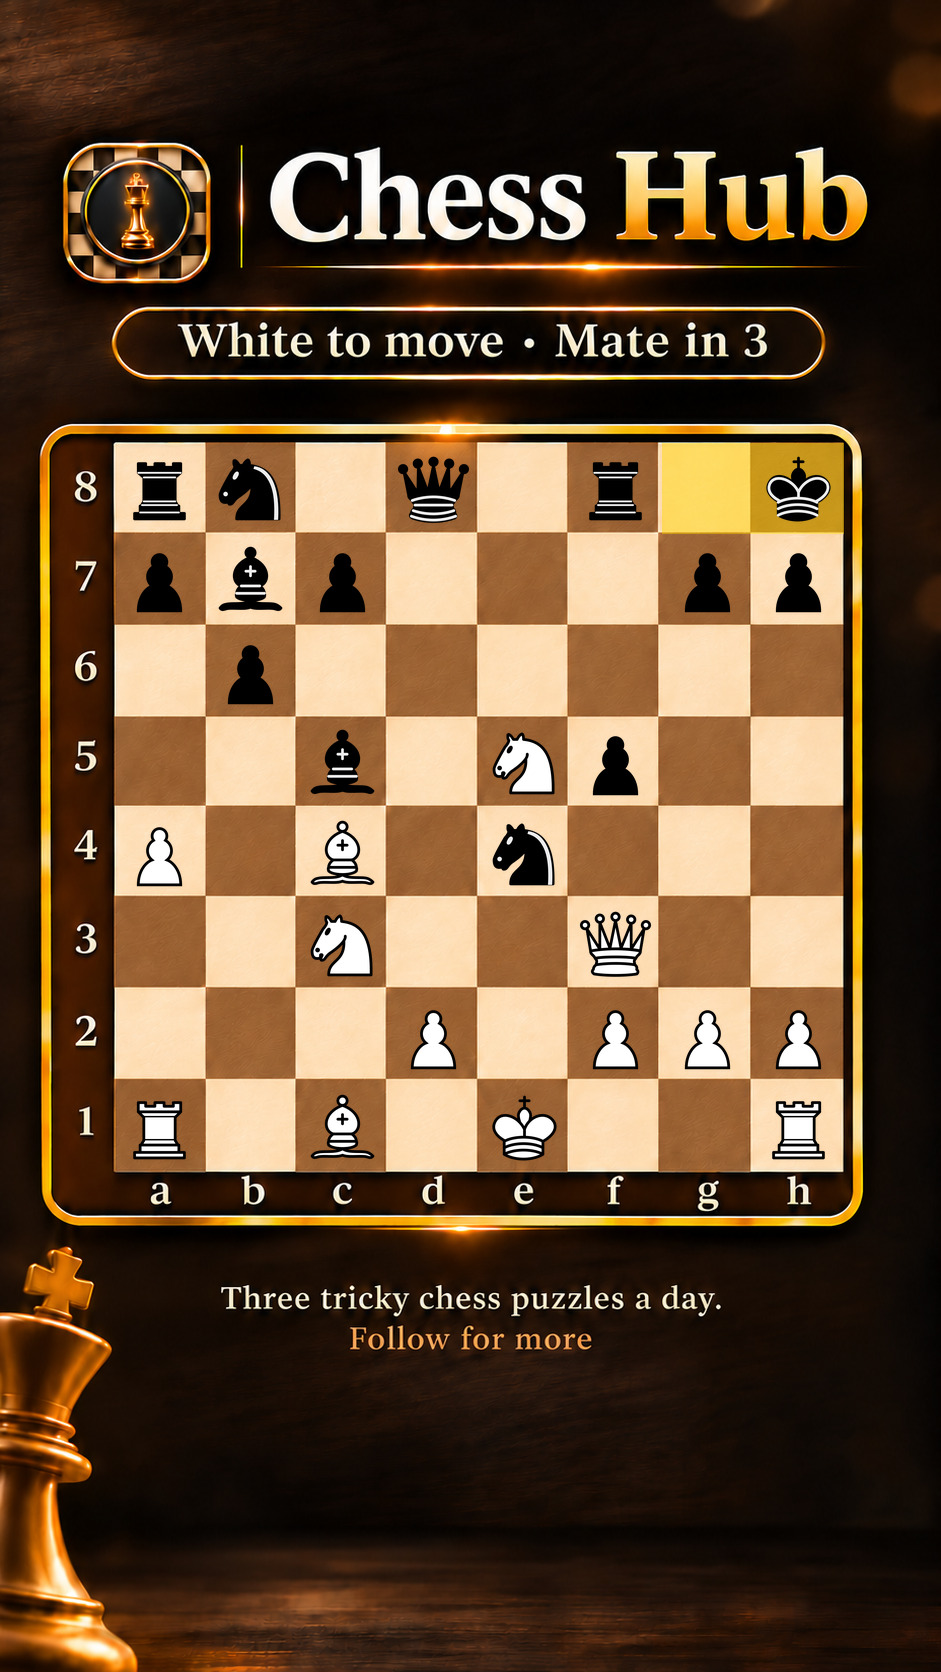 Chess Hub
White to move • Mate in 3
8
7
6
5
4
3
2
1
a b c d e f g h
Three tricky chess puzzles a day.
Follow for more